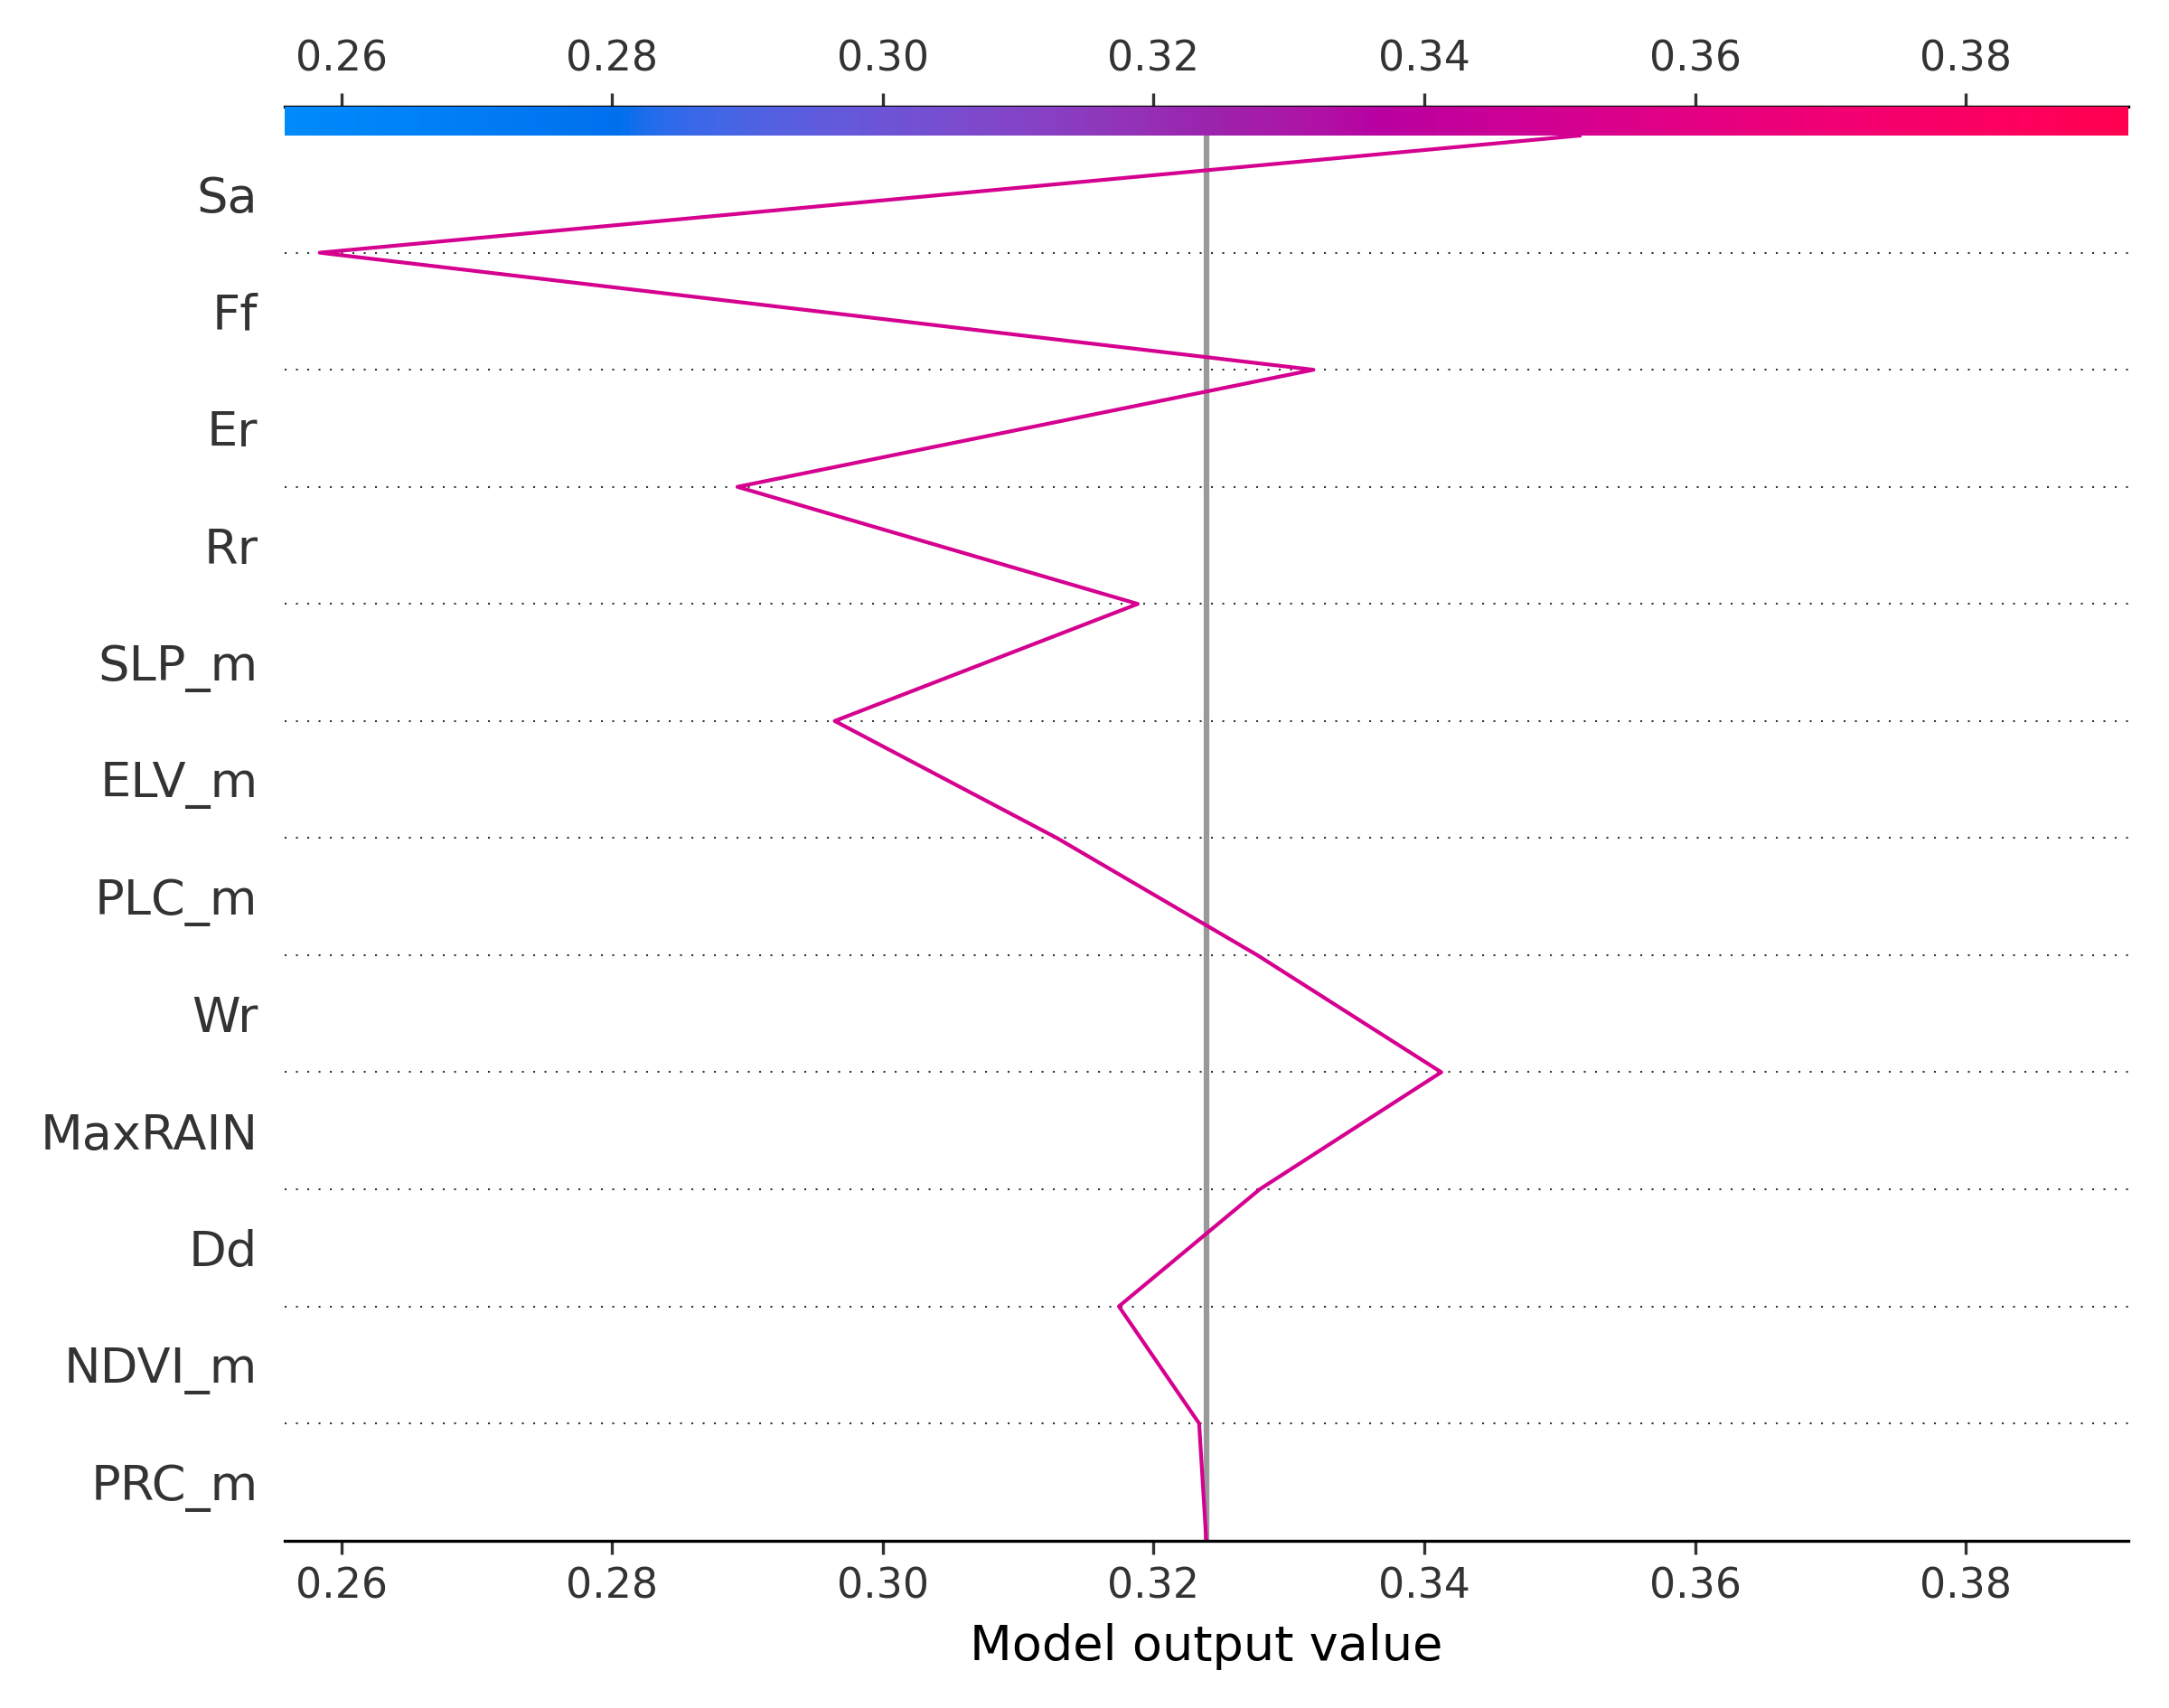 0.26 0.28 0.30 0.32 0.34 0.36 0.38
Sa
Ff
Er
Rr
SLP_m
ELV_m
PLC_m
Wr
MaxRAIN
Dd
NDVI_m
PRC_m
0.26 0.28 0.30 0.32 0.34 0.36 0.38
Model output value